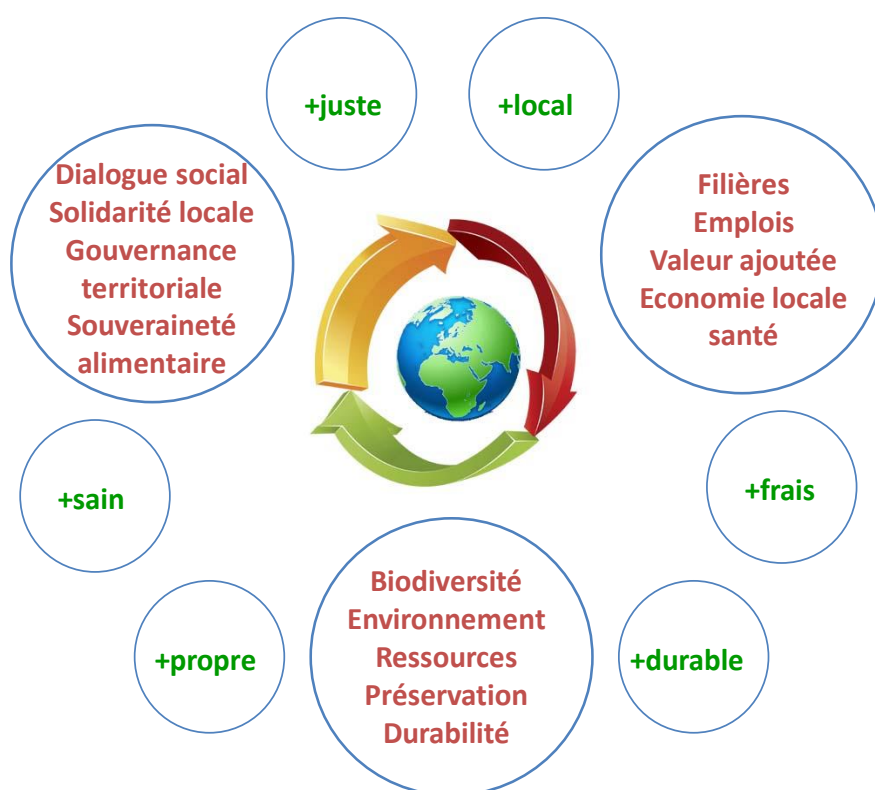 +juste
+local
Dialogue social
Solidarité locale
Gouvernance
territoriale
Souveraineté
alimentaire
Filières
Emplois
Valeur ajoutée
Economie locale
santé
+sain
+frais
+propre
Biodiversité
Environnement
Ressources
Préservation
Durabilité
+durable